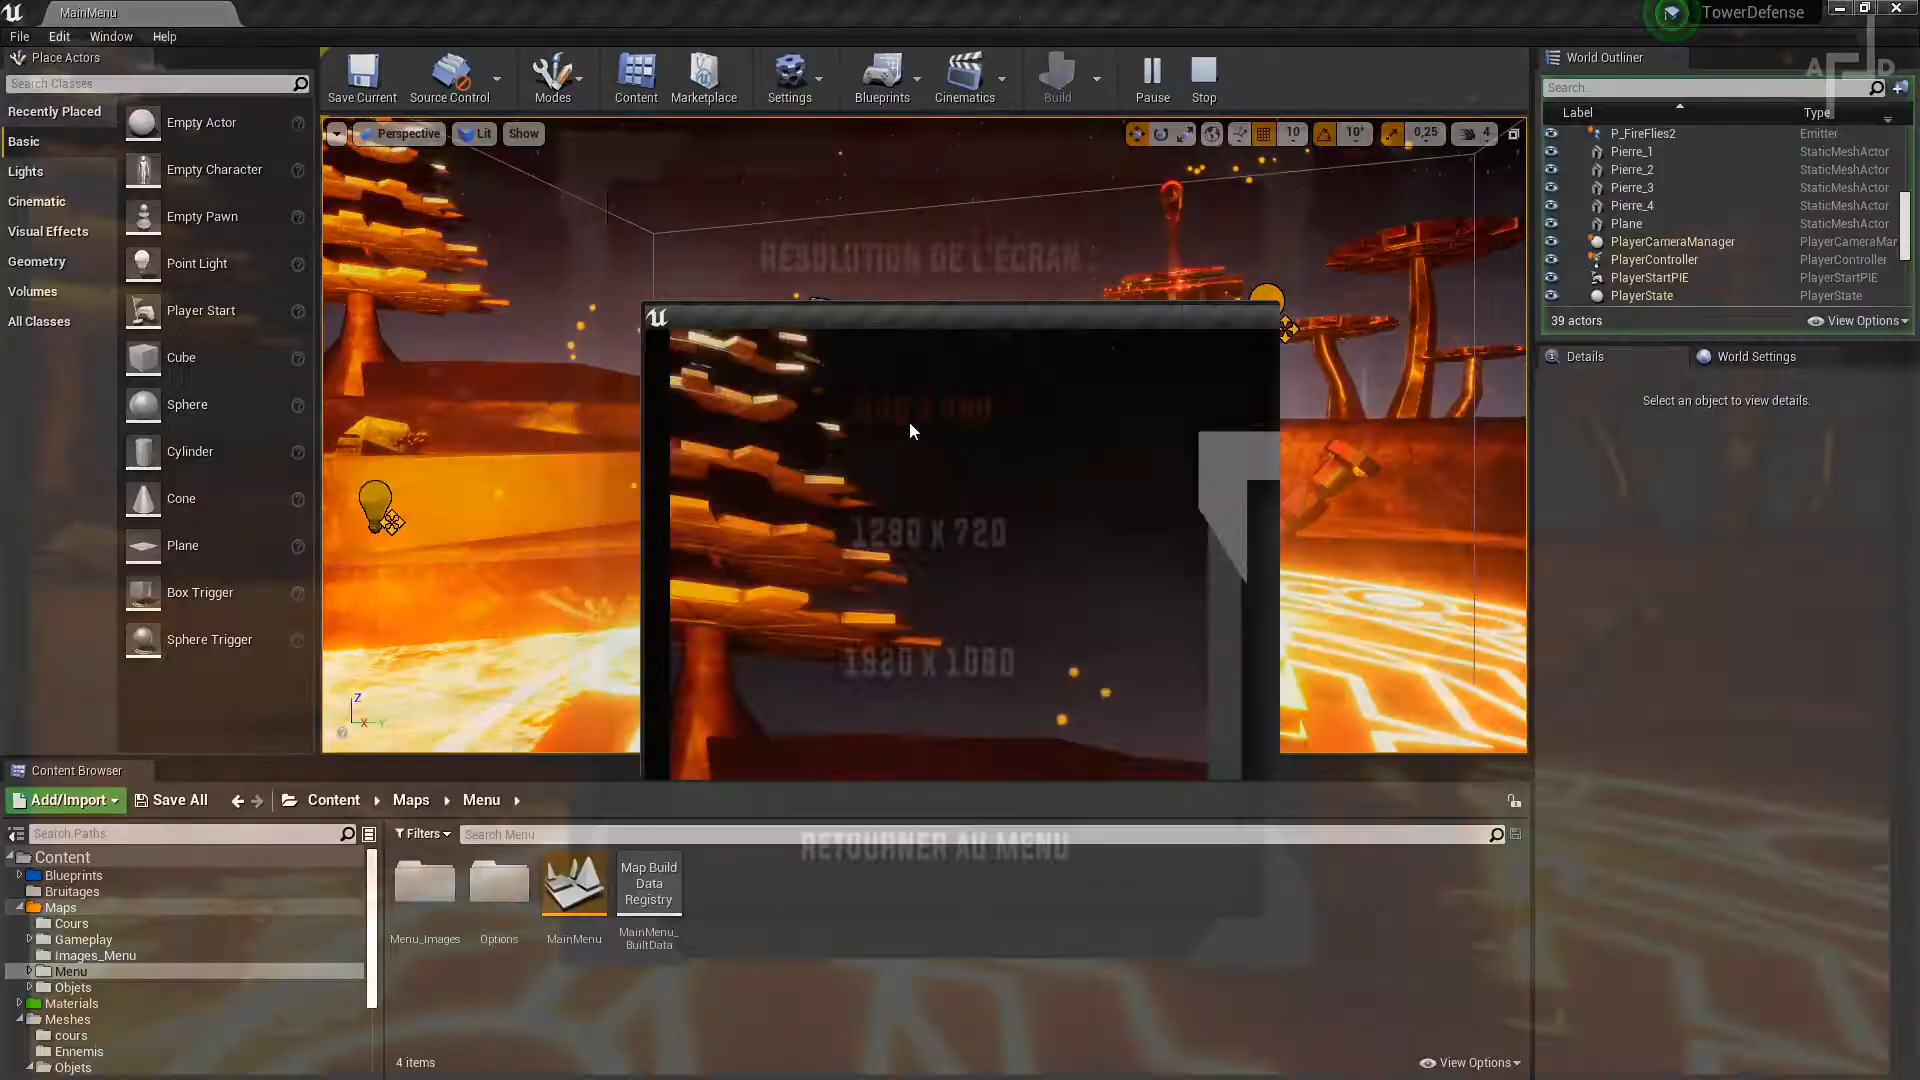 MainMenu
TowerDefense
File Edit Window Help
Place Actors
Search Classes
Recently Placed
Basic
Lights
Cinematic
Visual Effects
Geometry
Volumes
All Classes
Empty Actor
Empty Character
Empty Pawn
Point Light
Player Start
Cube
Sphere
Cylinder
Cone
Plane
Box Trigger
Sphere Trigger
Save Current
Source Control
Modes
Content
Marketplace
Settings
Blueprints
Cinematics
Build
Pause
Stop
Perspective Lit Show
10 10° 0,25 4
RÉSOLUTION DE L'ÉCRAN :
1280 X 720
1920 X 1080
RETOURNER AU MENU
Z
X Y
World Outliner
Search...
Label Type
P_FireFlies2 Emitter
Pierre_1 StaticMeshActor
Pierre_2 StaticMeshActor
Pierre_3 StaticMeshActor
Pierre_4 StaticMeshActor
Plane StaticMeshActor
PlayerCameraManager PlayerCameraMar
PlayerController PlayerController
PlayerStartPIE PlayerStartPIE
PlayerState PlayerState
39 actors View Options
Details World Settings
Select an object to view details.
Content Browser
Add/Import Save All Content Maps Menu
Search Paths
Filters Search Menu
Content
Blueprints
Bruitages
Maps
Cours
Gameplay
Images_Menu
Menu
Objets
Materials
Meshes
cours
Ennemis
Objets
Map Build
Data
Registry
Menu_Images
Options
MainMenu
MainMenu_
BuiltData
4 items View Options